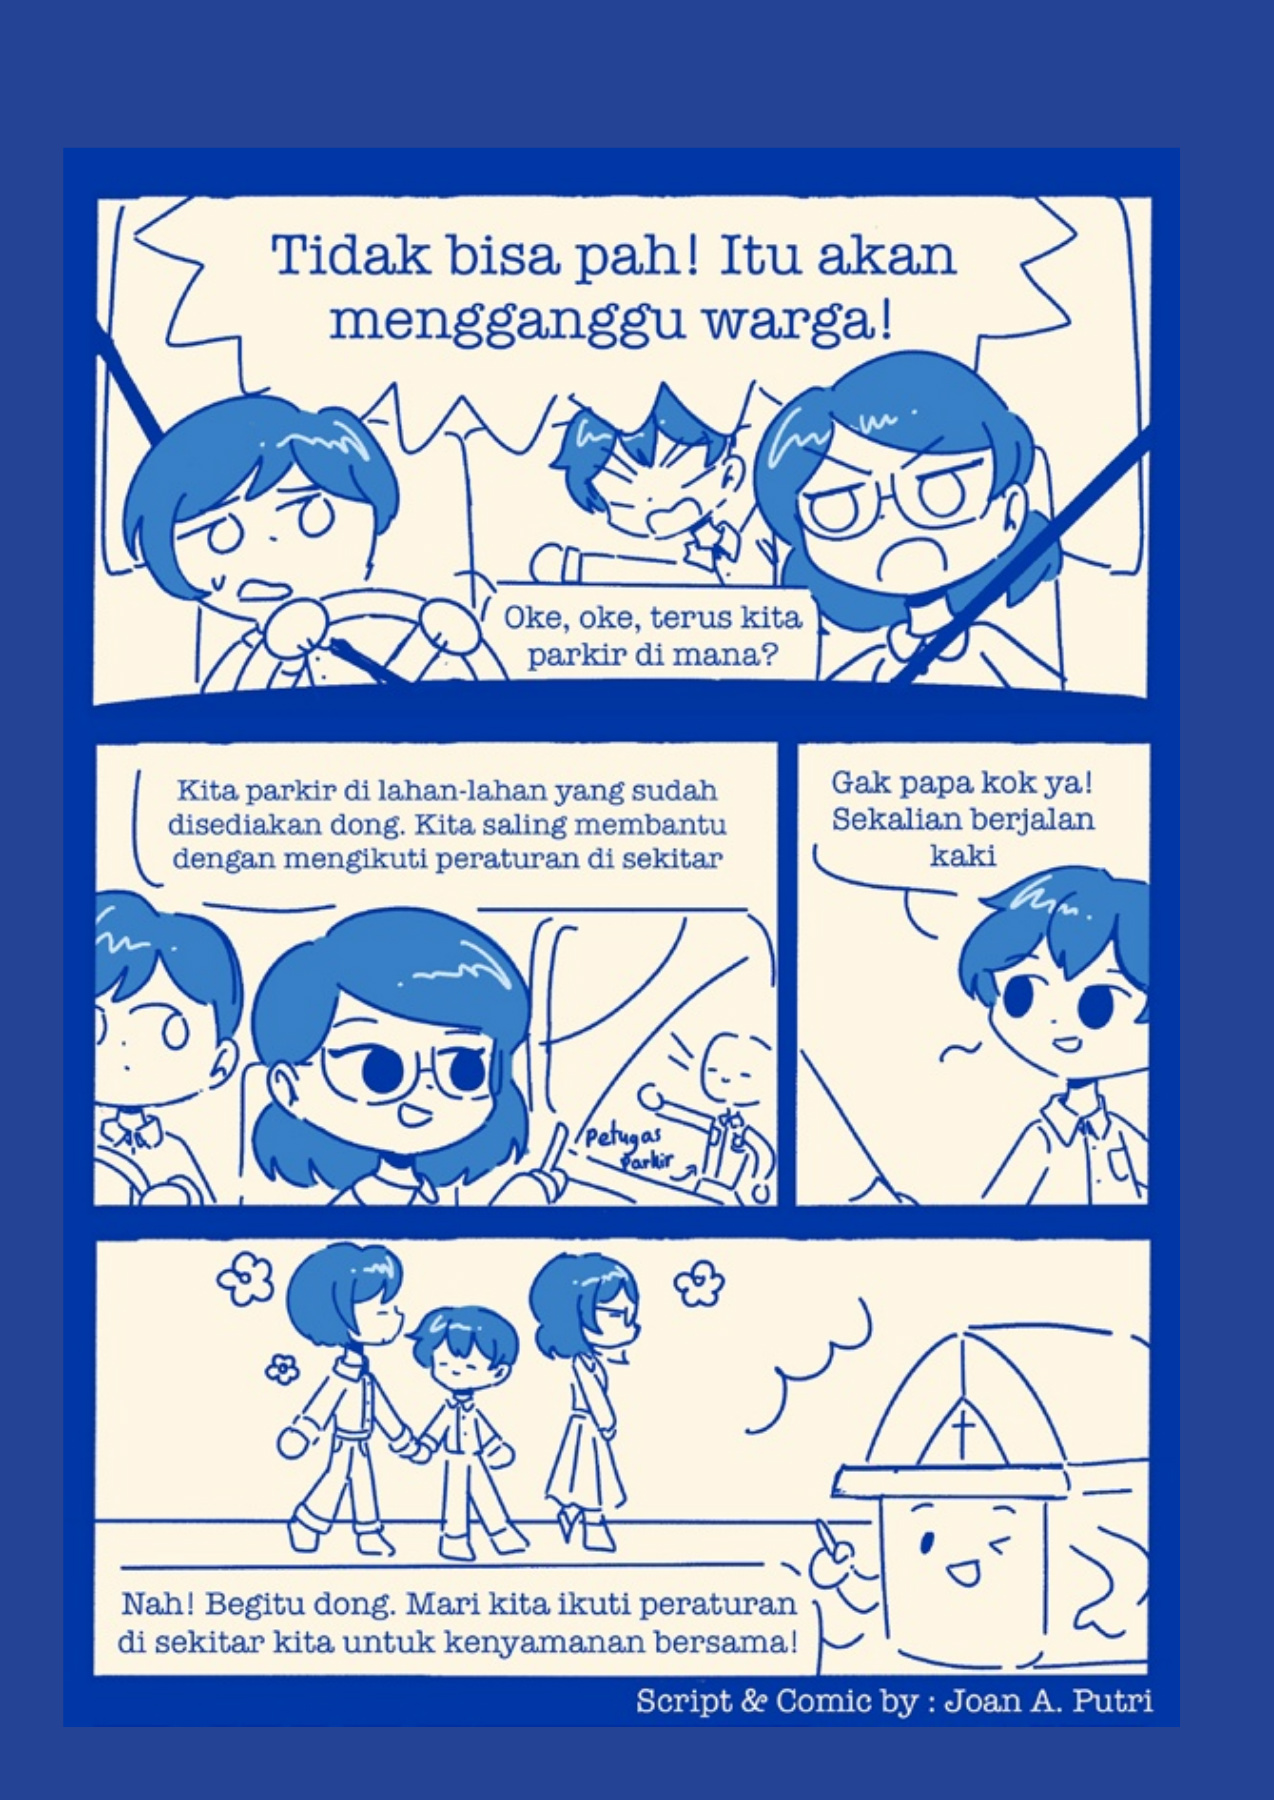 Tidak bisa pah! Itu akan
mengganggu warga!
Oke, oke, terus kita
parkir di mana?
Kita parkir di lahan-lahan yang sudah
disediakan dong. Kita saling membantu
dengan mengikuti peraturan di sekitar
Petugas
Parkir
Gak papa kok ya!
Sekalian berjalan
kaki
Nah! Begitu dong. Mari kita ikuti peraturan
di sekitar kita untuk kenyamanan bersama!
Script & Comic by : Joan A. Putri